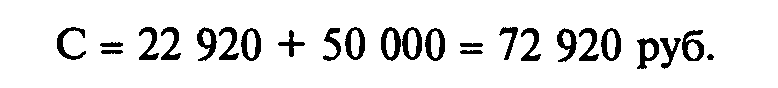 С = 22 920 + 50 000 = 72 920 руб.